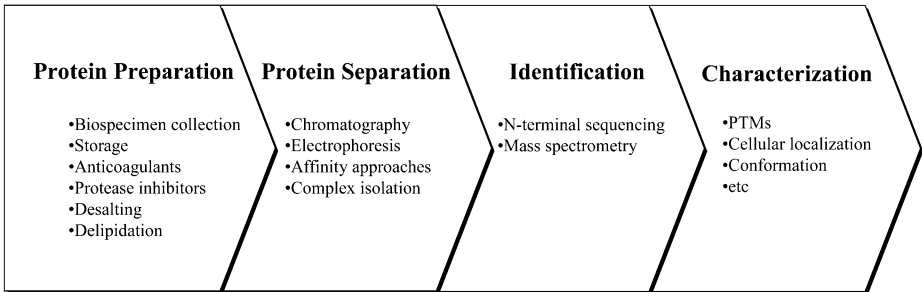 Protein Preparation
•Biospecimen collection
•Storage
•Anticoagulants
•Protease inhibitors
•Desalting
•Delipidation
Protein Separation
•Chromatography
•Electrophoresis
•Affinity approaches
•Complex isolation
Identification
•N-terminal sequencing
•Mass spectrometry
Characterization
•PTMs
•Cellular localization
•Conformation
•etc